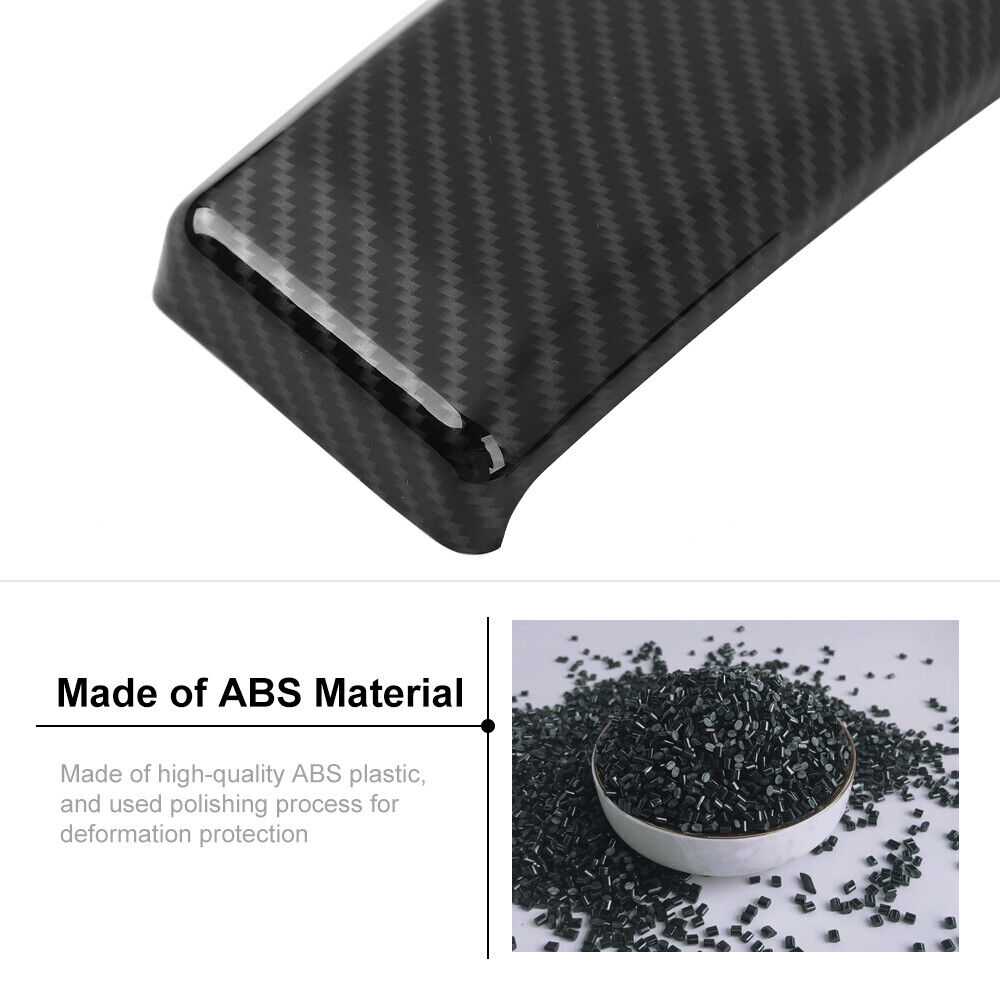 Made of ABS Material
Made of high-quality ABS plastic,
and used polishing process for
deformation protection